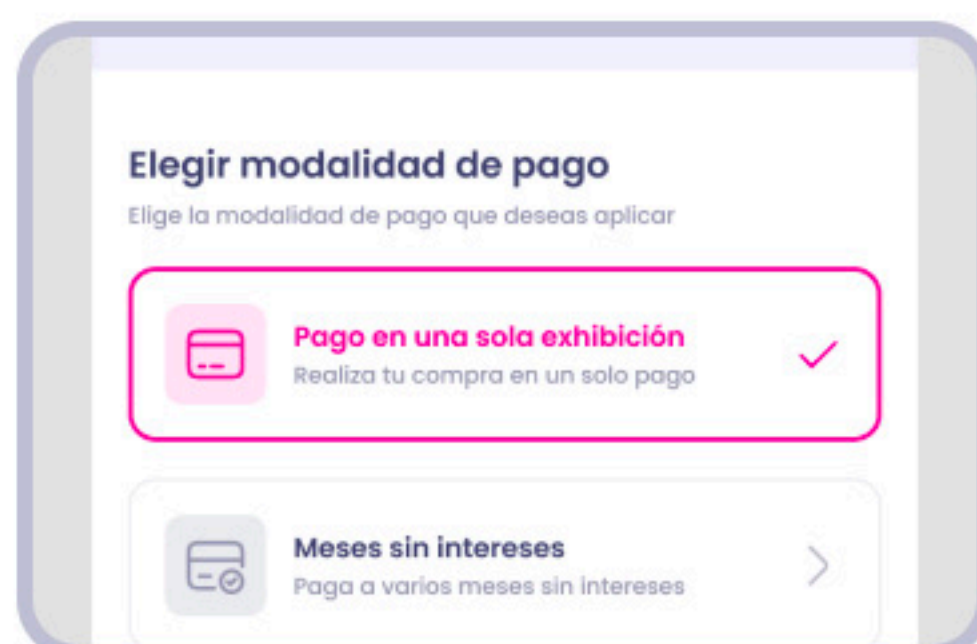 Elegir modalidad de pago
Elige la modalidad de pago que deseas aplicar
Pago en una sola exhibición
Realiza tu compra en un solo pago
Meses sin intereses
Paga a varios meses sin intereses